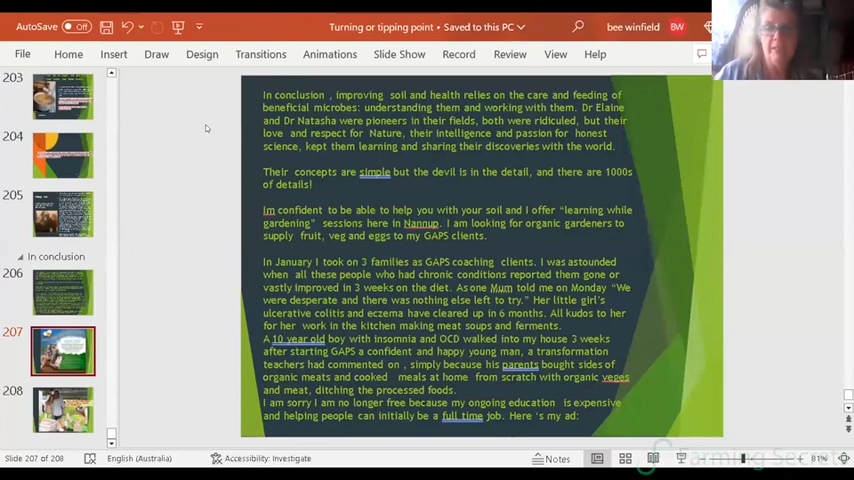 AutoSave Off
Turning or tipping point • Saved to this PC
bee winfield
BW
File Home Insert Draw Design Transitions Animations Slide Show Record Review View Help
203
204
205
In conclusion
206
207
208
In conclusion , improving soil and health relies on the care and feeding of
beneficial microbes: understanding them and working with them. Dr Elaine
and Dr Natasha were pioneers in their fields, both were ridiculed, but their
love and respect for Nature, their intelligence and passion for honest
science, kept them learning and sharing their discoveries with the world.
Their concepts are simple but the devil is in the detail, and there are 1000s
of details!
Im confident to be able to help you with your soil and I offer "learning while
gardening" sessions here in Nannup. I am looking for organic gardeners to
supply fruit, veg and eggs to my GAPS clients.
In January I took on 3 families as GAPS coaching clients. I was astounded
when all these people who had chronic conditions reported them gone or
vastly improved in 3 weeks on the diet. As one Mum told me on Monday "We
were desperate and there was nothing else left to try." Her little girl's
ulcerative colitis and eczema have cleared up in 6 months. All kudos to her
for her work in the kitchen making meat soups and ferments.
A 10 year old boy with insomnia and OCD walked into my house 3 weeks
after starting GAPS a confident and happy young man, a transformation
teachers had commented on , simply because his parents bought sides of
organic meats and cooked meals at home from scratch with organic veges
and meat, ditching the processed foods.
I am sorry I am no longer free because my ongoing education is expensive
and helping people can initially be a full time job. Here 's my ad:
Farming Secrets
Slide 207 of 208 English (Australia) Accessibility: Investigate Notes 81%